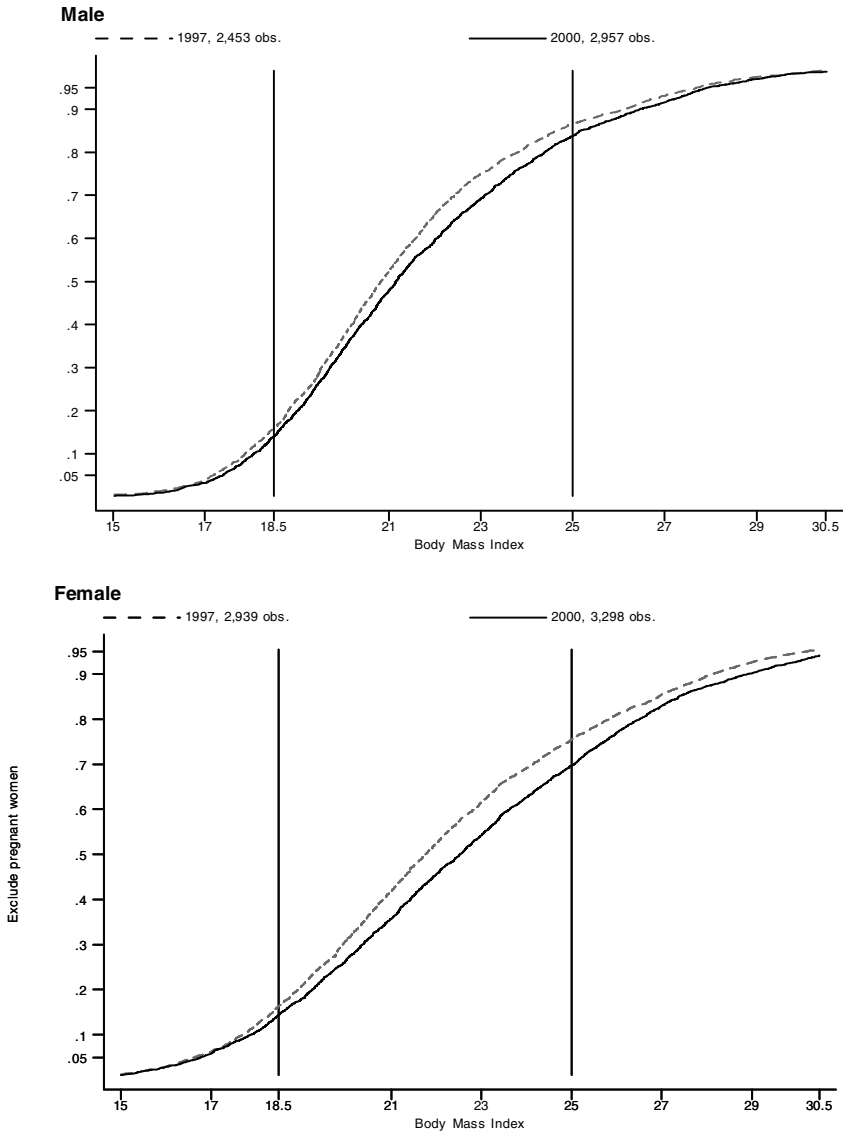 Male
1997, 2,453 obs.
2000, 2,957 obs.
.95
.9
.8
.7
.6
.5
.4
.3
.2
.1
.05
15 17 18.5 21 23 25 27 29 30.5
Body Mass Index
Female
1997, 2,939 obs.
2000, 3,298 obs.
Exclude pregnant women
.95
.9
.8
.7
.6
.5
.4
.3
.2
.1
.05
15 17 18.5 21 23 25 27 29 30.5
Body Mass Index